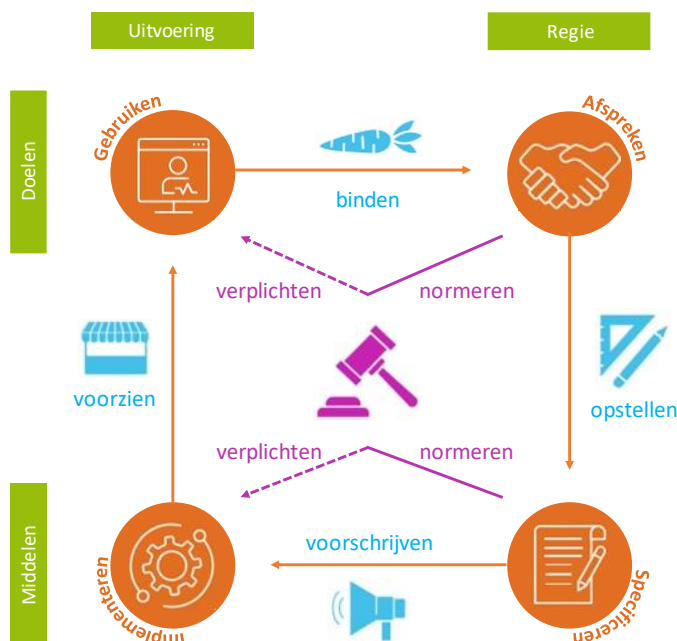 Uitvoering
Regie
Doelen
Gebruiken
Afspreken
binden
verplichten
normeren
voorzien
opstellen
verplichten
normeren
Middelen
voorschrijven
Implementeren
Specificeren